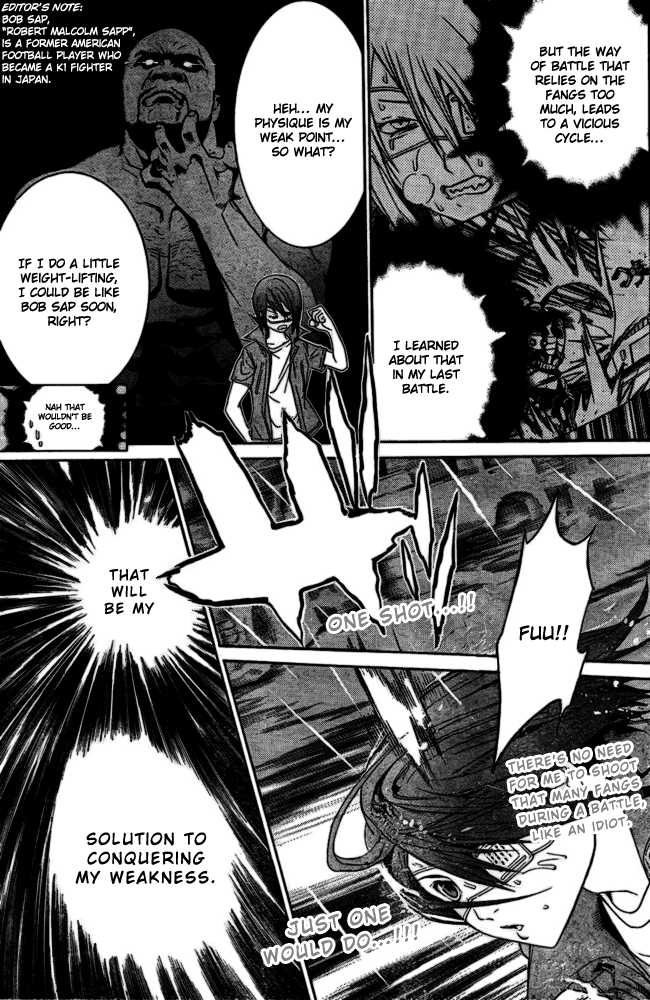 BUT THE WAY
OF BATTLE THAT
RELIES ON THE
FANGS TOO
MUCH, LEADS
TO A VICIOUS
CYCLE...
I LEARNED
ABOUT THAT
IN MY LAST
BATTLE.
HEH... MY
PHYSIQUE IS MY
WEAK POINT...
SO WHAT?
EDITOR'S NOTE:
BOB SAP,
"ROBERT MALCOLM SAPP",
IS A FORMER AMERICAN
FOOTBALL PLAYER WHO
BECAME A K1 FIGHTER
IN JAPAN.
IF I DO A LITTLE
WEIGHT-LIFTING,
I COULD BE LIKE
BOB SAP SOON,
RIGHT?
NAH THAT
WOULDN'T BE
GOOD...
FUU!!
ONE SHOT...!!
THAT
WILL
BE MY
SOLUTION TO
CONQUERING
MY WEAKNESS.
THERE'S NO NEED
FOR ME TO SHOOT
THAT MANY FANGS
DURING A BATTLE,
LIKE AN IDIOT.
JUST ONE
WOULD DO...!!!